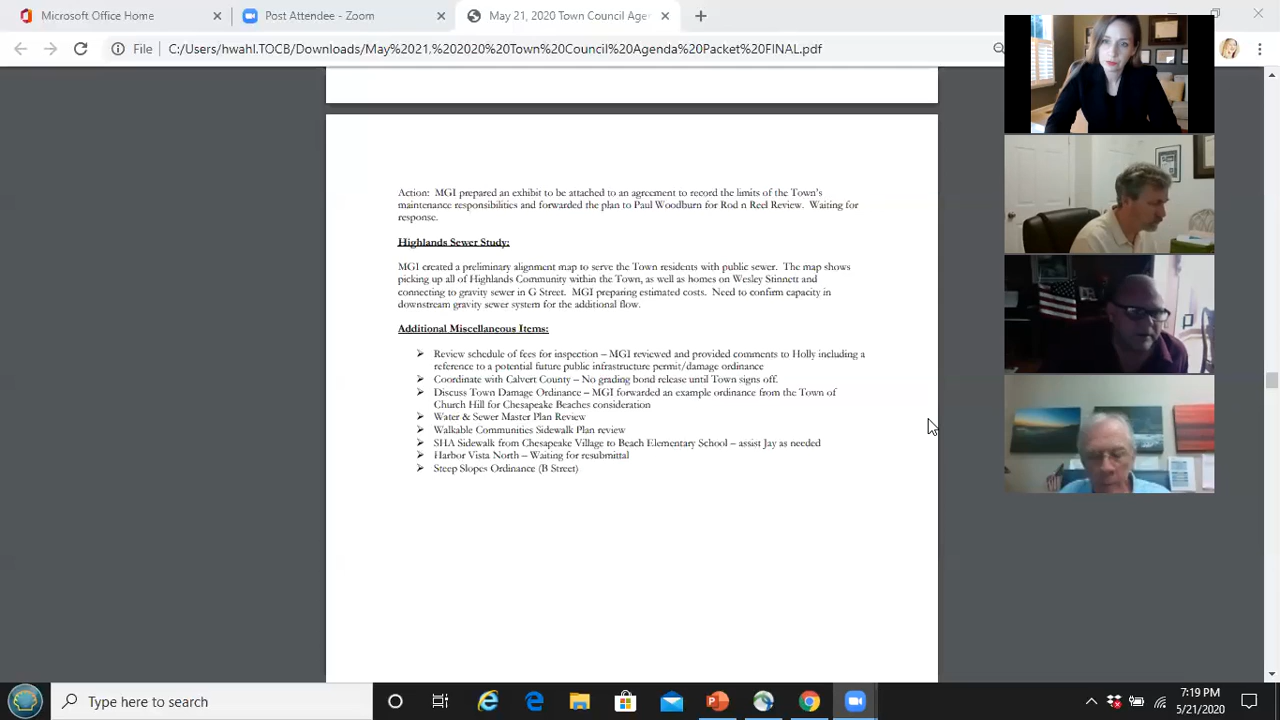 Microsoft Office Home
Post Attendee - Zoom
May 21, 2020 Town Council Age
File
C:/Users/hwahl.TOCB/Downloads/May%2021,%202020%20Town%20Council%20Agenda%20Packet%20FINAL.pdf
Action: MGI prepared an exhibit to be attached to an agreement to record the limits of the Town's
maintenance responsibilities and forwarded the plan to Paul Woodburn for Rod n Reel Review. Waiting for
response.
Highlands Sewer Study:
MGI created a preliminary alignment map to serve the Town residents with public sewer. The map shows
picking up all of Highlands Community within the Town, as well as homes on Wesley Stinnett and
connecting to gravity sewer in G Street. MGI preparing estimated costs. Need to confirm capacity in
downstream gravity sewer system for the additional flow.
Additional Miscellaneous Items:
Review schedule of fees for inspection – MGI reviewed and provided comments to Holly including a
reference to a potential future public infrastructure permit/damage ordinance
Coordinate with Calvert County – No grading bond release until Town signs off.
Discuss Town Damage Ordinance – MGI forwarded an example ordinance from the Town of
Church Hill for Chesapeake Beaches consideration
Water & Sewer Master Plan Review
Walkable Communities Sidewalk Plan review
SHA Sidewalk from Chesapeake Village to Beach Elementary School – assist Jay as needed
Harbor Vista North – Waiting for resubmittal
Steep Slopes Ordinance (B Street)
Type here to search
7:19 PM
5/21/2020